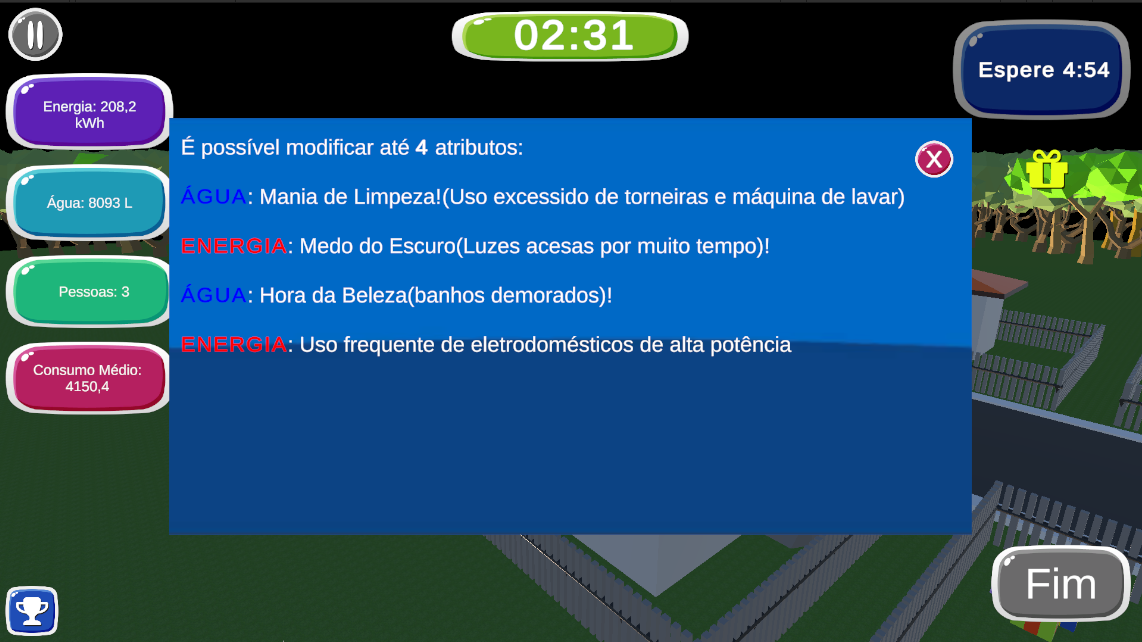 02:31
Espere 4:54
Energia: 208,2
kWh
É possível modificar até 4 atributos:
X
ÁGUA: Mania de Limpeza!(Uso excessido de torneiras e máquina de lavar)
Água: 8093 L
ENERGIA: Medo do Escuro(Luzes acesas por muito tempo)!
Pessoas: 3
ÁGUA: Hora da Beleza(banhos demorados)!
ENERGIA: Uso frequente de eletrodomésticos de alta potência
Consumo Médio:
4150,4
Fim